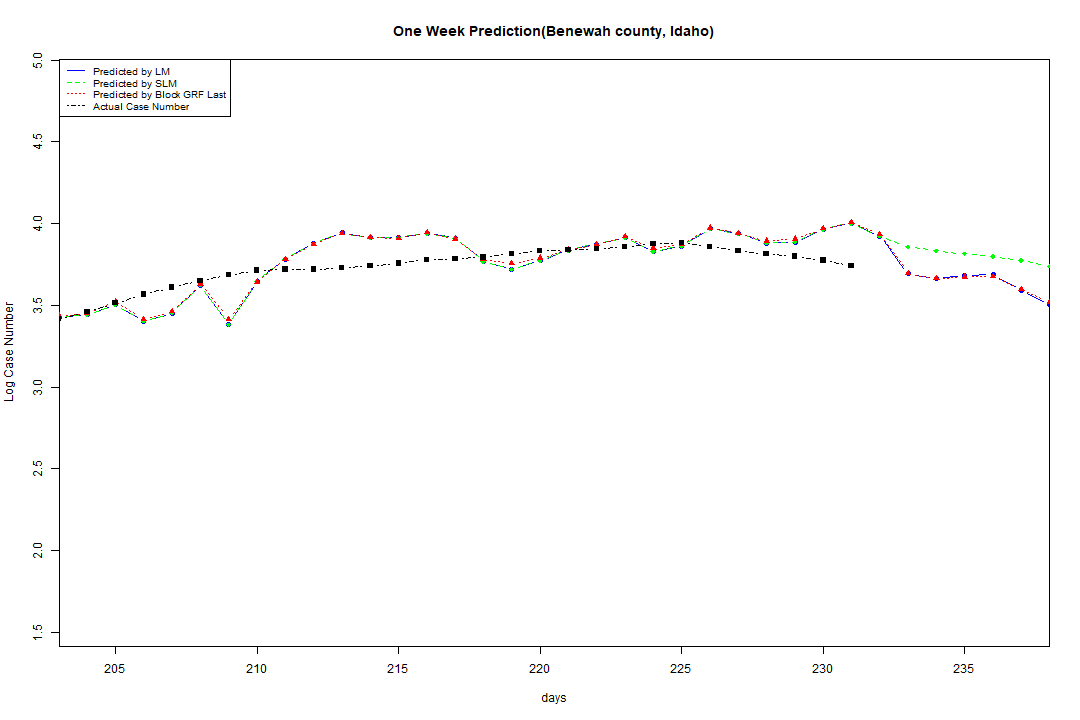 One Week Prediction(Benewah county, Idaho)
Predicted by LM
Predicted by SLM
Predicted by Block GRF Last
Actual Case Number
5.0
4.5
4.0
3.5
3.0
2.5
2.0
1.5
Log Case Number
205 210 215 220 225 230 235
days